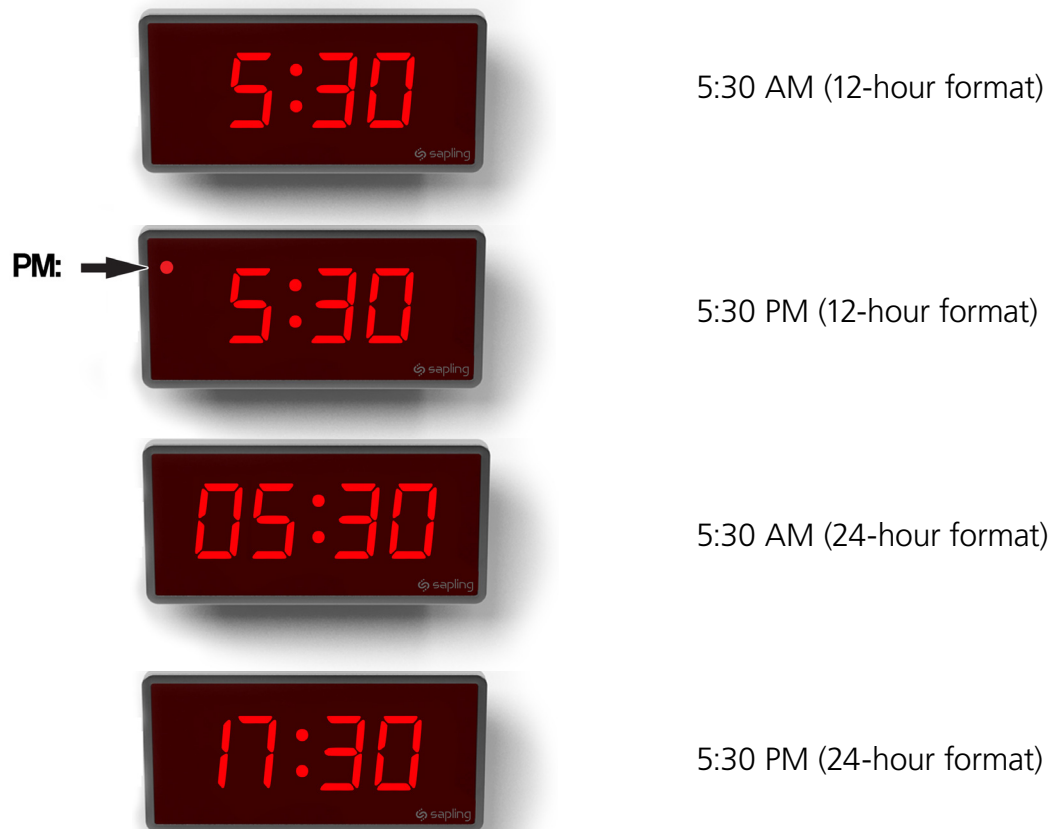 5:30
sapling
5:30 AM (12-hour format)
PM:
5:30
sapling
5:30 PM (12-hour format)
05:30
sapling
5:30 AM (24-hour format)
17:30
sapling
5:30 PM (24-hour format)